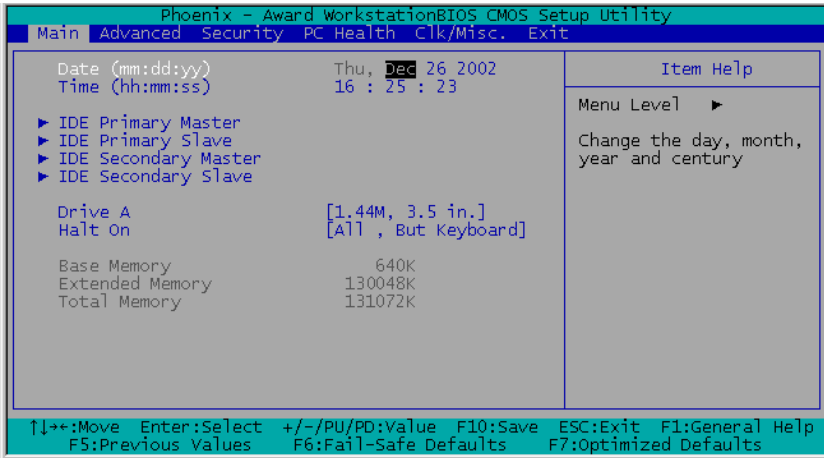 Phoenix - Award WorkstationBIOS CMOS Setup Utility
Main Advanced Security PC Health Clk/Misc. Exit
Date (mm:dd:yy) Thu, Dec 26 2002
Time (hh:mm:ss) 16 : 25 : 23
► IDE Primary Master
► IDE Primary Slave
► IDE Secondary Master
► IDE Secondary Slave
Drive A [1.44M, 3.5 in.]
Halt On [All , But Keyboard]
Base Memory 640K
Extended Memory 130048K
Total Memory 131072K
Item Help
Menu Level ►
Change the day, month,
year and century
↑↓→←:Move Enter:Select +/-/PU/PD:Value F10:Save ESC:Exit F1:General Help
F5:Previous Values F6:Fail-Safe Defaults F7:Optimized Defaults